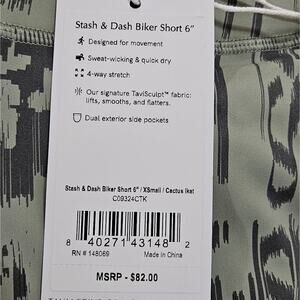 Stash & Dash Biker Short 6"
Designed for movement
Sweat-wicking & quick dry
4-way stretch
Our signature TaviSculpt™ fabric:
lifts, smooths, and flatters.
Dual exterior side pockets
Stash & Dash Biker Short 6" / XSmall / Cactus Ikat
C09324CTK
8 40271 43148 2
RN # 148069 Made in China
MSRP - $82.00